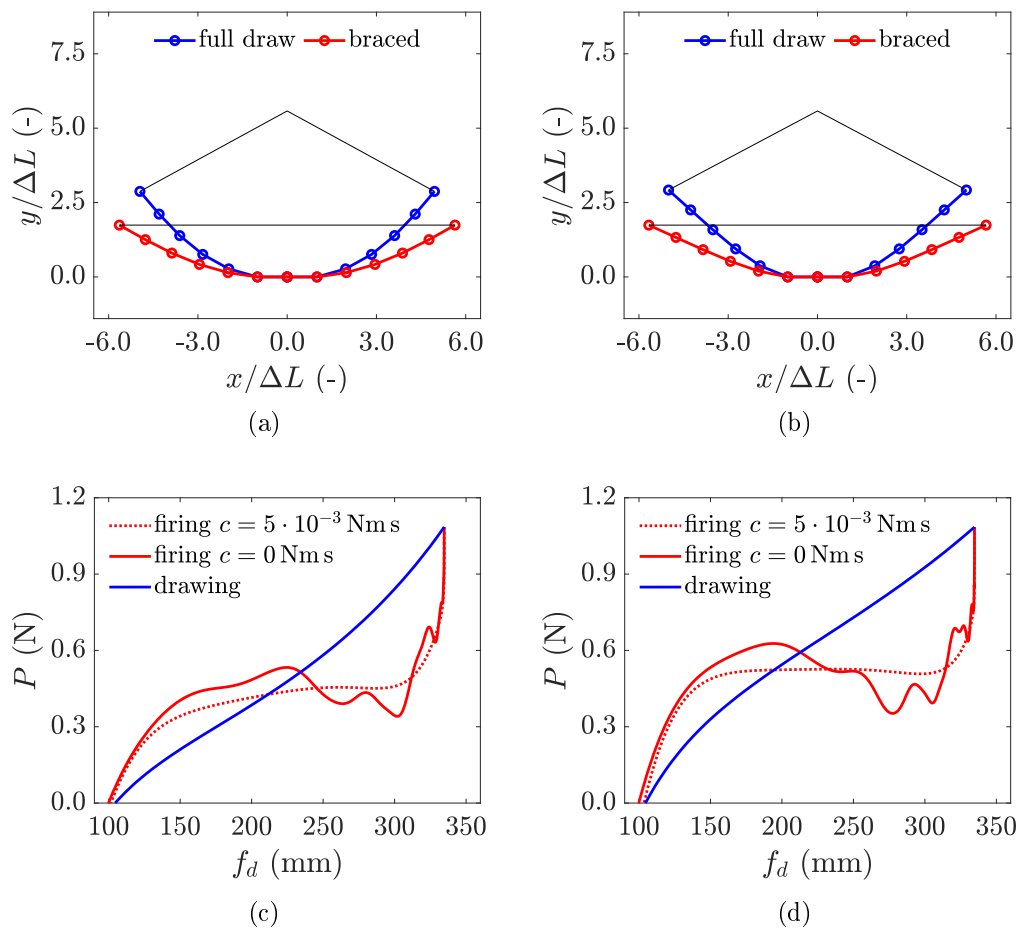 full draw braced
7.5
5.0
2.5
0.0
y/ΔL (-)
-6.0 -3.0 0.0 3.0 6.0
x/ΔL (-)
(a)
full draw braced
7.5
5.0
2.5
0.0
y/ΔL (-)
-6.0 -3.0 0.0 3.0 6.0
x/ΔL (-)
(b)
1.2
0.9
0.6
0.3
0.0
P (N)
firing c = 5 · 10⁻³ Nm s
firing c = 0 Nm s
drawing
100 150 200 250 300 350
f_d (mm)
(c)
1.2
0.9
0.6
0.3
0.0
P (N)
firing c = 5 · 10⁻³ Nm s
firing c = 0 Nm s
drawing
100 150 200 250 300 350
f_d (mm)
(d)